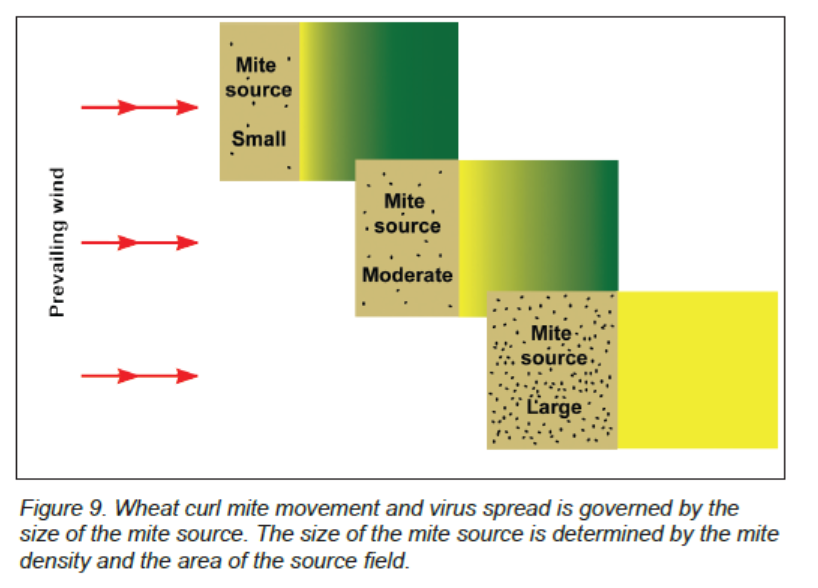 Prevailing wind
Mite
source
Small
Mite
source
Moderate
Mite
source
Large
Figure 9. Wheat curl mite movement and virus spread is governed by the
size of the mite source. The size of the mite source is determined by the mite
density and the area of the source field.